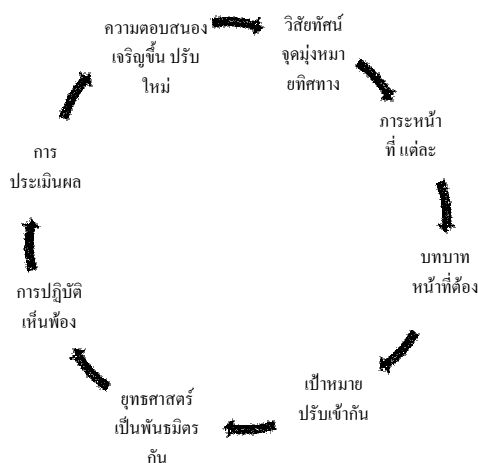 ความตอบสนอง
เจริญขึ้น ปรับ
ใหม่
วิสัยทัศน์
จุดมุ่งหมา
ยทิศทาง
ภาระหน้า
ที่ แต่ละ
บทบาท
หน้าที่ต้อง
เป้าหมาย
ปรับเข้ากัน
ยุทธศาสตร์
เป็นพันธมิตร
กัน
การปฏิบัติ
เห็นพ้อง
การ
ประเมินผล